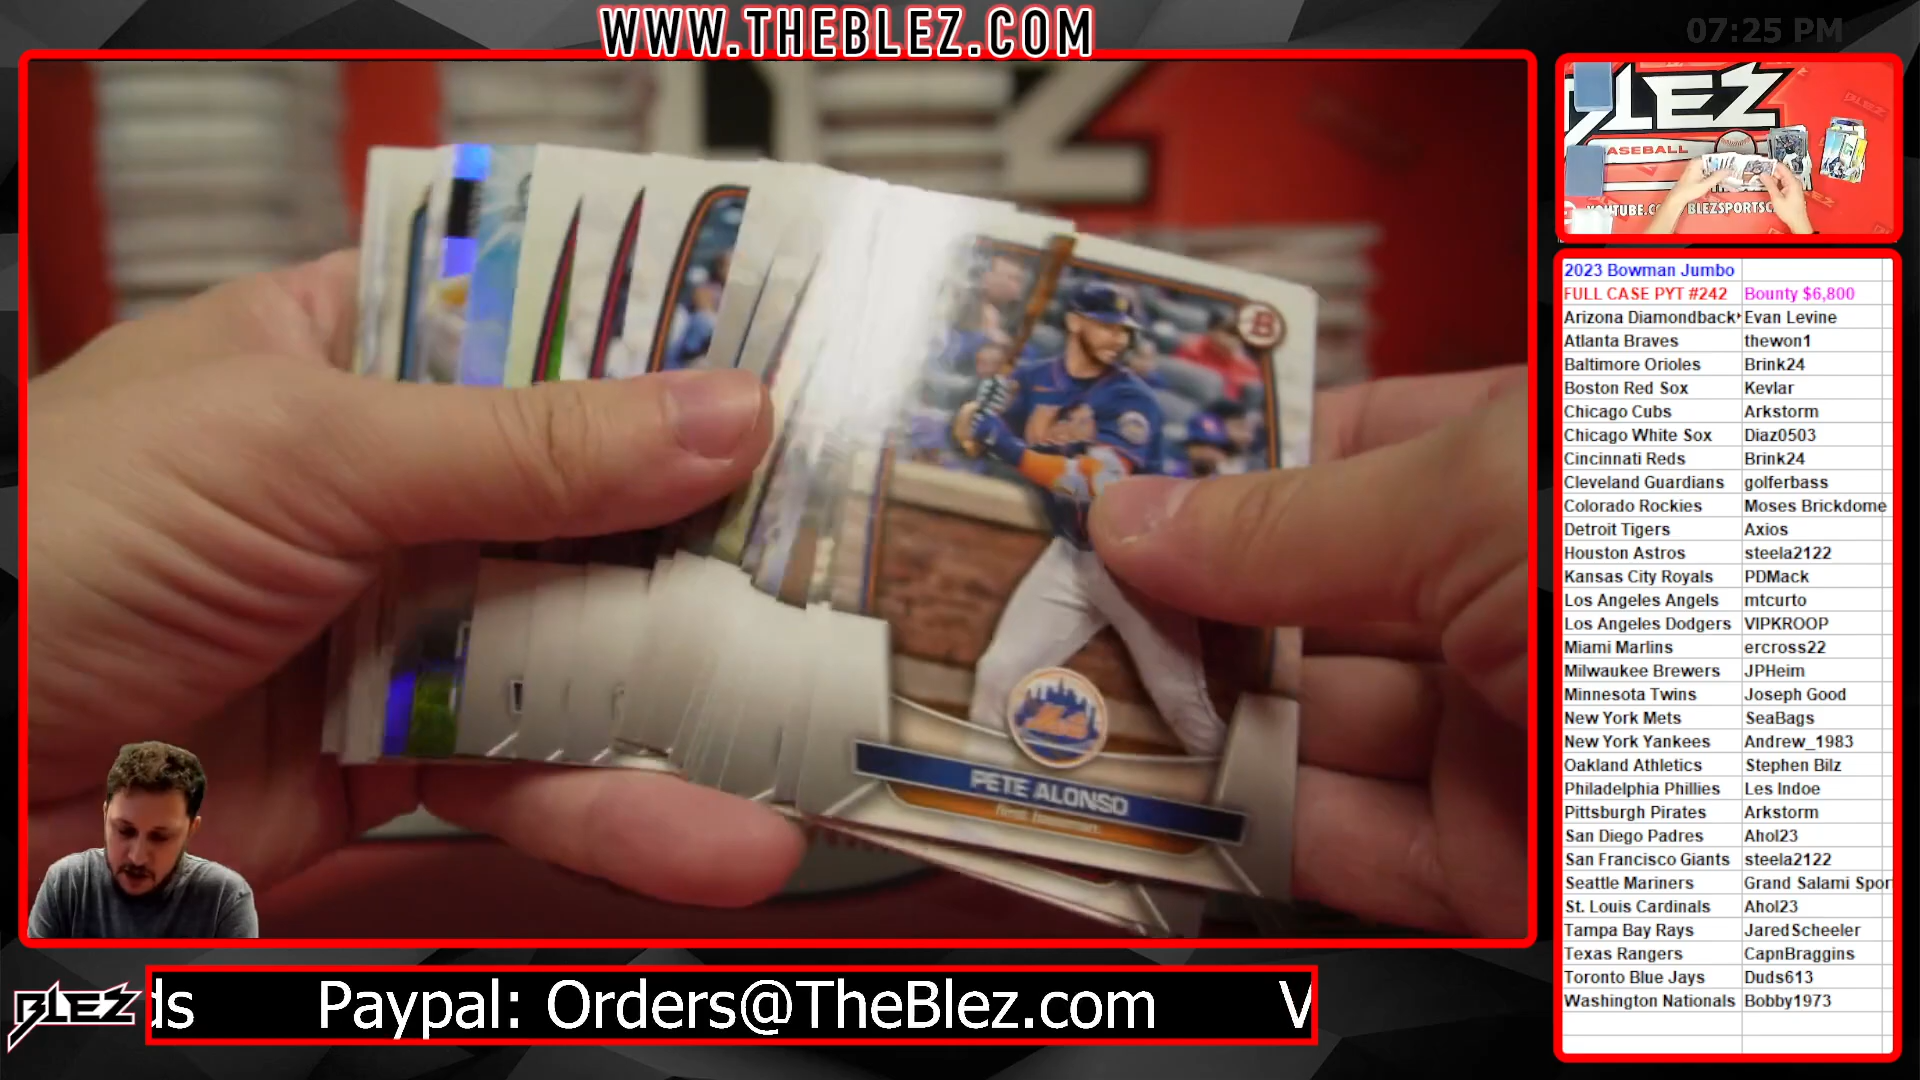 WWW.THEBLEZ.COM
07:25 PM
PETE ALONSO
B
LEZ
ASEBALL
BLEZSPORTSC
2023 Bowman Jumbo
FULL CASE PYT #242 Bounty $6,800
Arizona Diamondback Evan Levine
Atlanta Braves thewon1
Baltimore Orioles Brink24
Boston Red Sox Kevlar
Chicago Cubs Arkstorm
Chicago White Sox Diaz0503
Cincinnati Reds Brink24
Cleveland Guardians golferbass
Colorado Rockies Moses Brickdome
Detroit Tigers Axios
Houston Astros steela2122
Kansas City Royals PDMack
Los Angeles Angels mtcurto
Los Angeles Dodgers VIPKROOP
Miami Marlins ercross22
Milwaukee Brewers JPHeim
Minnesota Twins Joseph Good
New York Mets SeaBags
New York Yankees Andrew_1983
Oakland Athletics Stephen Bilz
Philadelphia Phillies Les Indoe
Pittsburgh Pirates Arkstorm
San Diego Padres Ahol23
San Francisco Giants steela2122
Seattle Mariners Grand Salami Spor
St. Louis Cardinals Ahol23
Tampa Bay Rays JaredScheeler
Texas Rangers CapnBraggins
Toronto Blue Jays Duds613
Washington Nationals Bobby1973
BLEZ
ds Paypal: Orders@TheBlez.com V